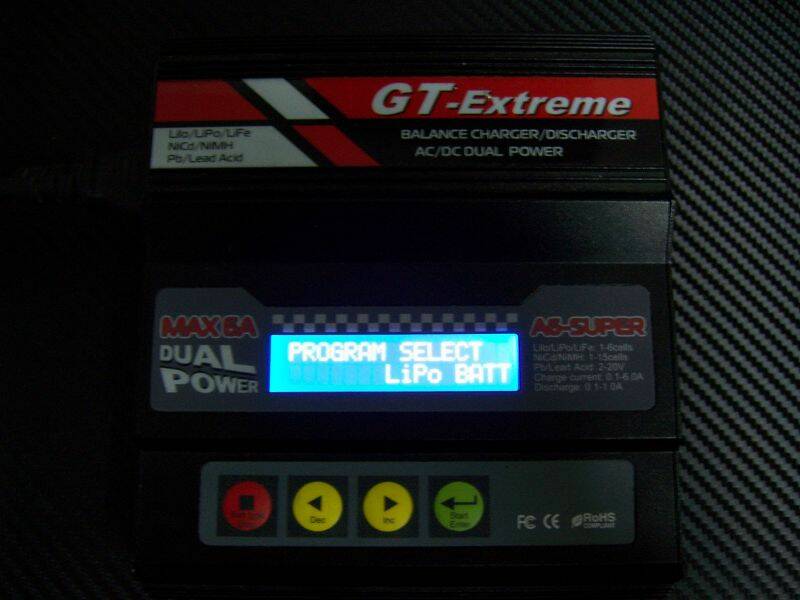 GT-Extreme
LiIo/LiPo/LiFe
NiCd/NiMH
Pb/Lead Acid
BALANCE CHARGER/DISCHARGER
AC/DC DUAL POWER
MAX 6A
DUAL
POWER
PROGRAM SELECT
LiPo BATT
A6-SUPER
LiIo/LiPo/LiFe: 1-6cells
NiCd/NiMH: 1-15cells
Pb/Lead Acid: 2-20V
Charge current: 0.1-6.0A
Discharge: 0.1-1.0A
Dec
Inc
Start
Enter
FC CE RoHS
COMPLIANT